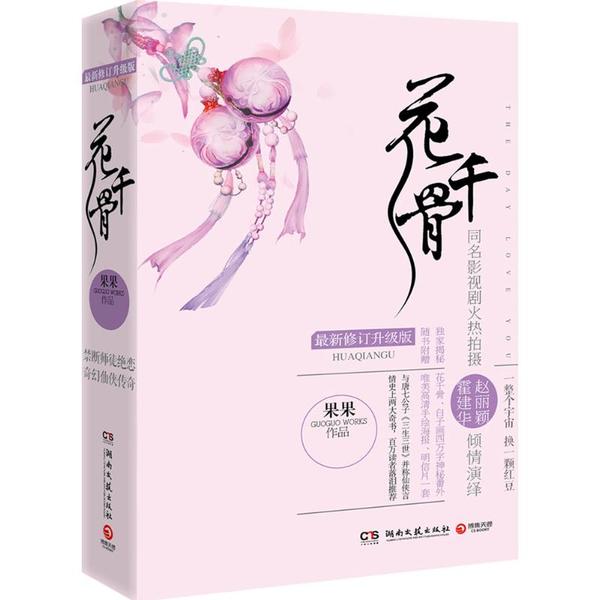 最新修订升级版
HUAQIANGU
花千骨
果果
GUOGUO WORKS
作品
禁断师徒绝恋
奇幻仙侠传奇
花千骨
THE DAY LOVE YOU
同名影视剧火热拍摄
赵丽颖
霍建华
倾情演绎
一整个宇宙 换一颗红豆
最新修订升级版
HUAQIANGU
独家揭秘 花千骨、白子画四万字神秘番外
随书附赠 唯美高清手绘海报、明信片一套
果果
GUOGUO WORKS
作品
与唐七公子《三生三世》并称仙侠言
情史上两大奇书,百万读者落泪推荐
湖南文艺出版社
博集天卷
湖南文艺出版社
博集天卷